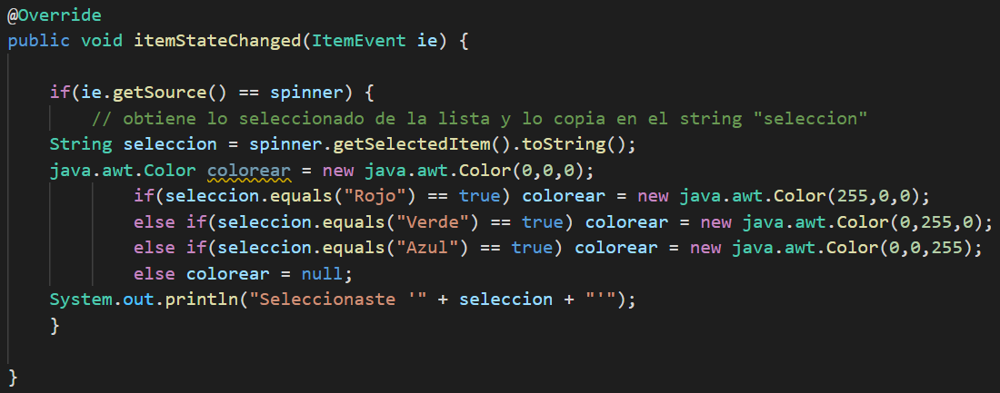 @Override
public void itemStateChanged(ItemEvent ie) {
if(ie.getSource() == spinner) {
// obtiene lo seleccionado de la lista y lo copia en el string "seleccion"
String seleccion = spinner.getSelectedItem().toString();
java.awt.Color colorear = new java.awt.Color(0,0,0);
if(seleccion.equals("Rojo") == true) colorear = new java.awt.Color(255,0,0);
else if(seleccion.equals("Verde") == true) colorear = new java.awt.Color(0,255,0);
else if(seleccion.equals("Azul") == true) colorear = new java.awt.Color(0,0,255);
else colorear = null;
System.out.println("Seleccionaste '" + seleccion + "'");
}
}